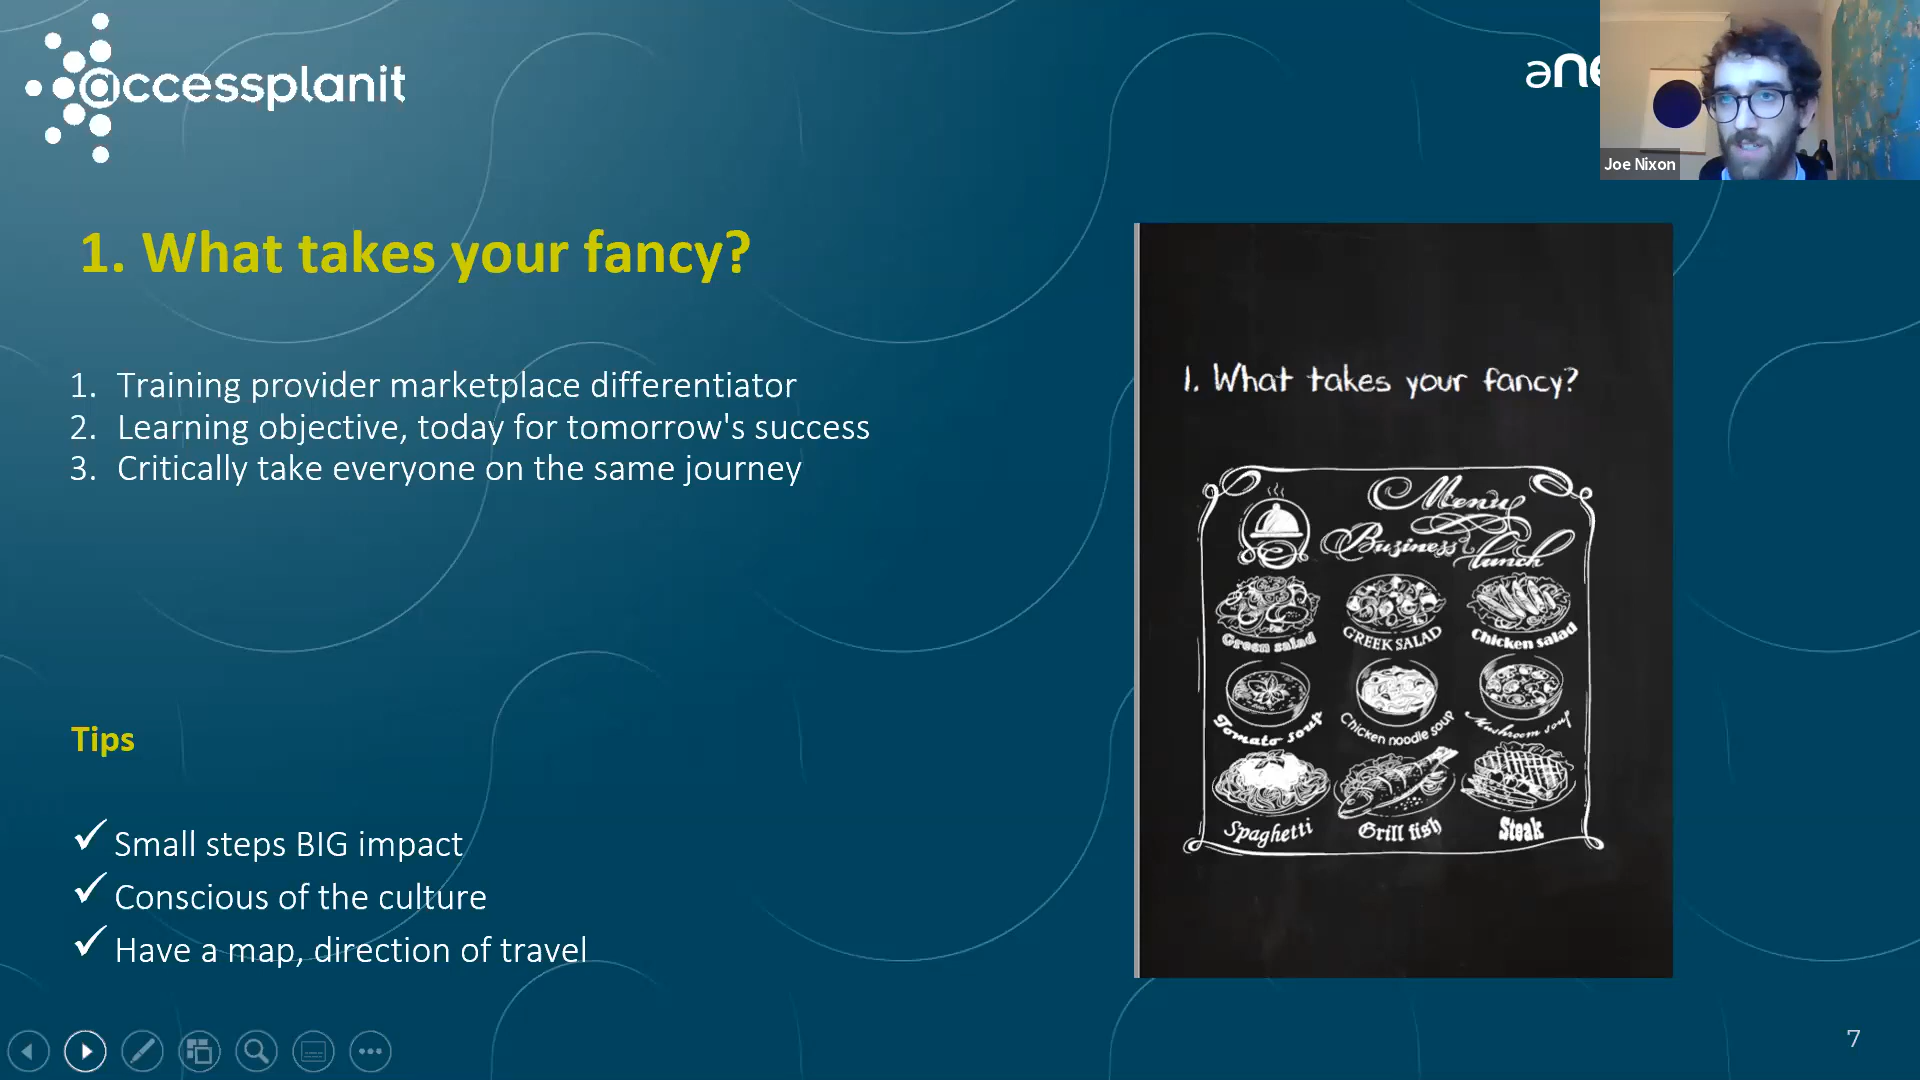 accessplanit
ane
Joe Nixon
1. What takes your fancy?
1. Training provider marketplace differentiator
2. Learning objective, today for tomorrow's success
3. Critically take everyone on the same journey
Tips
✓ Small steps BIG impact
✓ Conscious of the culture
✓ Have a map, direction of travel
1. What takes your fancy?
Menu
Business lunch
Green salad
GREEK SALAD
Chicken salad
Tomato soup
Chicken noodle soup
Mushroom soup
Spaghetti
Grill fish
Steak
7